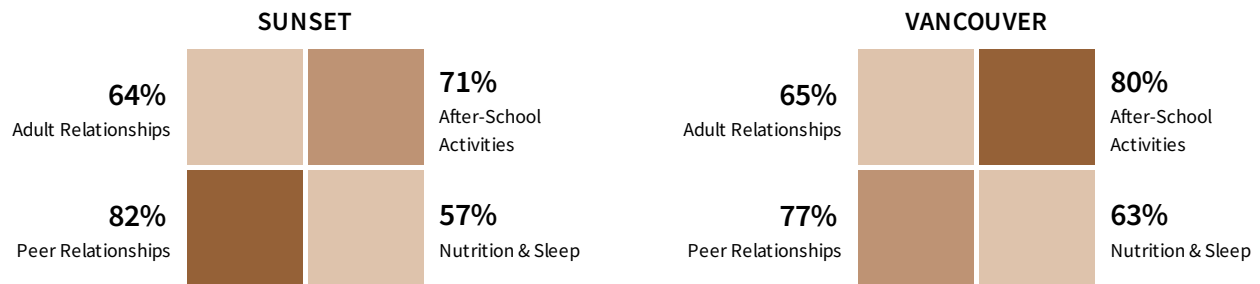 SUNSET
64%
Adult Relationships
71%
After-School
Activities
82%
Peer Relationships
57%
Nutrition & Sleep
VANCOUVER
65%
Adult Relationships
80%
After-School
Activities
77%
Peer Relationships
63%
Nutrition & Sleep